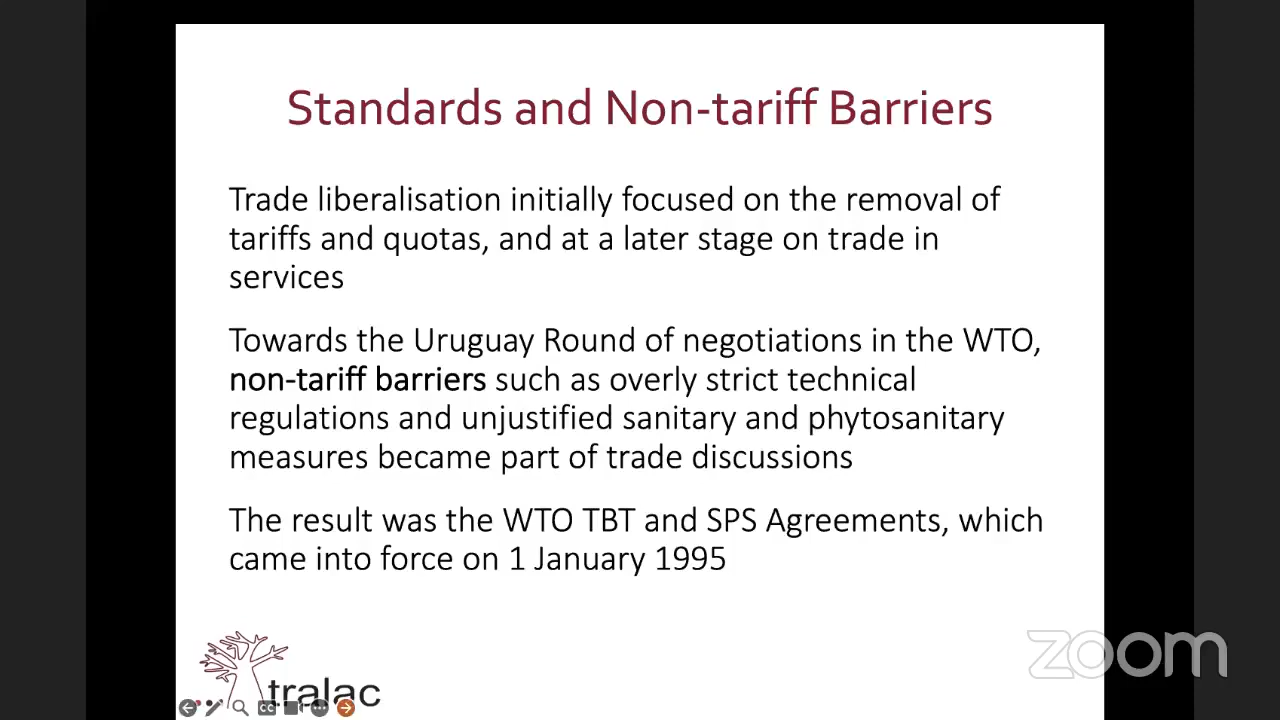 Standards and Non-tariff Barriers
Trade liberalisation initially focused on the removal of
tariffs and quotas, and at a later stage on trade in
services
Towards the Uruguay Round of negotiations in the WTO,
non-tariff barriers such as overly strict technical
regulations and unjustified sanitary and phytosanitary
measures became part of trade discussions
The result was the WTO TBT and SPS Agreements, which
came into force on 1 January 1995
tralac
zoom
CC